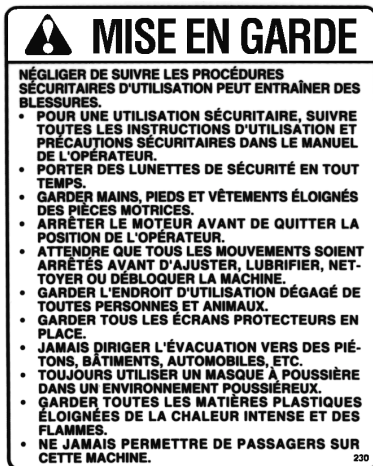 MISE EN GARDE
NÉGLIGER DE SUIVRE LES PROCÉDURES
SÉCURITAIRES D'UTILISATION PEUT ENTRAÎNER DES
BLESSURES.
• POUR UNE UTILISATION SÉCURITAIRE, SUIVRE
TOUTES LES INSTRUCTIONS D'UTILISATION ET
PRÉCAUTIONS SÉCURITAIRES DANS LE MANUEL
DE L'OPÉRATEUR.
• PORTER DES LUNETTES DE SÉCURITÉ EN TOUT
TEMPS.
• GARDER MAINS, PIEDS ET VÊTEMENTS ÉLOIGNÉS
DES PIÈCES MOTRICES.
• ARRÊTER LE MOTEUR AVANT DE QUITTER LA
POSITION DE L'OPÉRATEUR.
• ATTENDRE QUE TOUS LES MOUVEMENTS SOIENT
ARRÊTÉS AVANT D'AJUSTER, LUBRIFIER, NET-
TOYER OU DÉBLOQUER LA MACHINE.
• GARDER L'ENDROIT D'UTILISATION DÉGAGÉ DE
TOUTES PERSONNES ET ANIMAUX.
• GARDER TOUS LES ÉCRANS PROTECTEURS EN
PLACE.
• JAMAIS DIRIGER L'ÉVACUATION VERS DES PIÉ-
TONS, BÂTIMENTS, AUTOMOBILES, ETC.
• TOUJOURS UTILISER UN MASQUE À POUSSIÈRE
DANS UN ENVIRONNEMENT POUSSIÉREUX.
• GARDER TOUTES LES MATIÈRES PLASTIQUES
ÉLOIGNÉES DE LA CHALEUR INTENSE ET DES
FLAMMES.
• NE JAMAIS PERMETTRE DE PASSAGERS SUR
CETTE MACHINE. 230